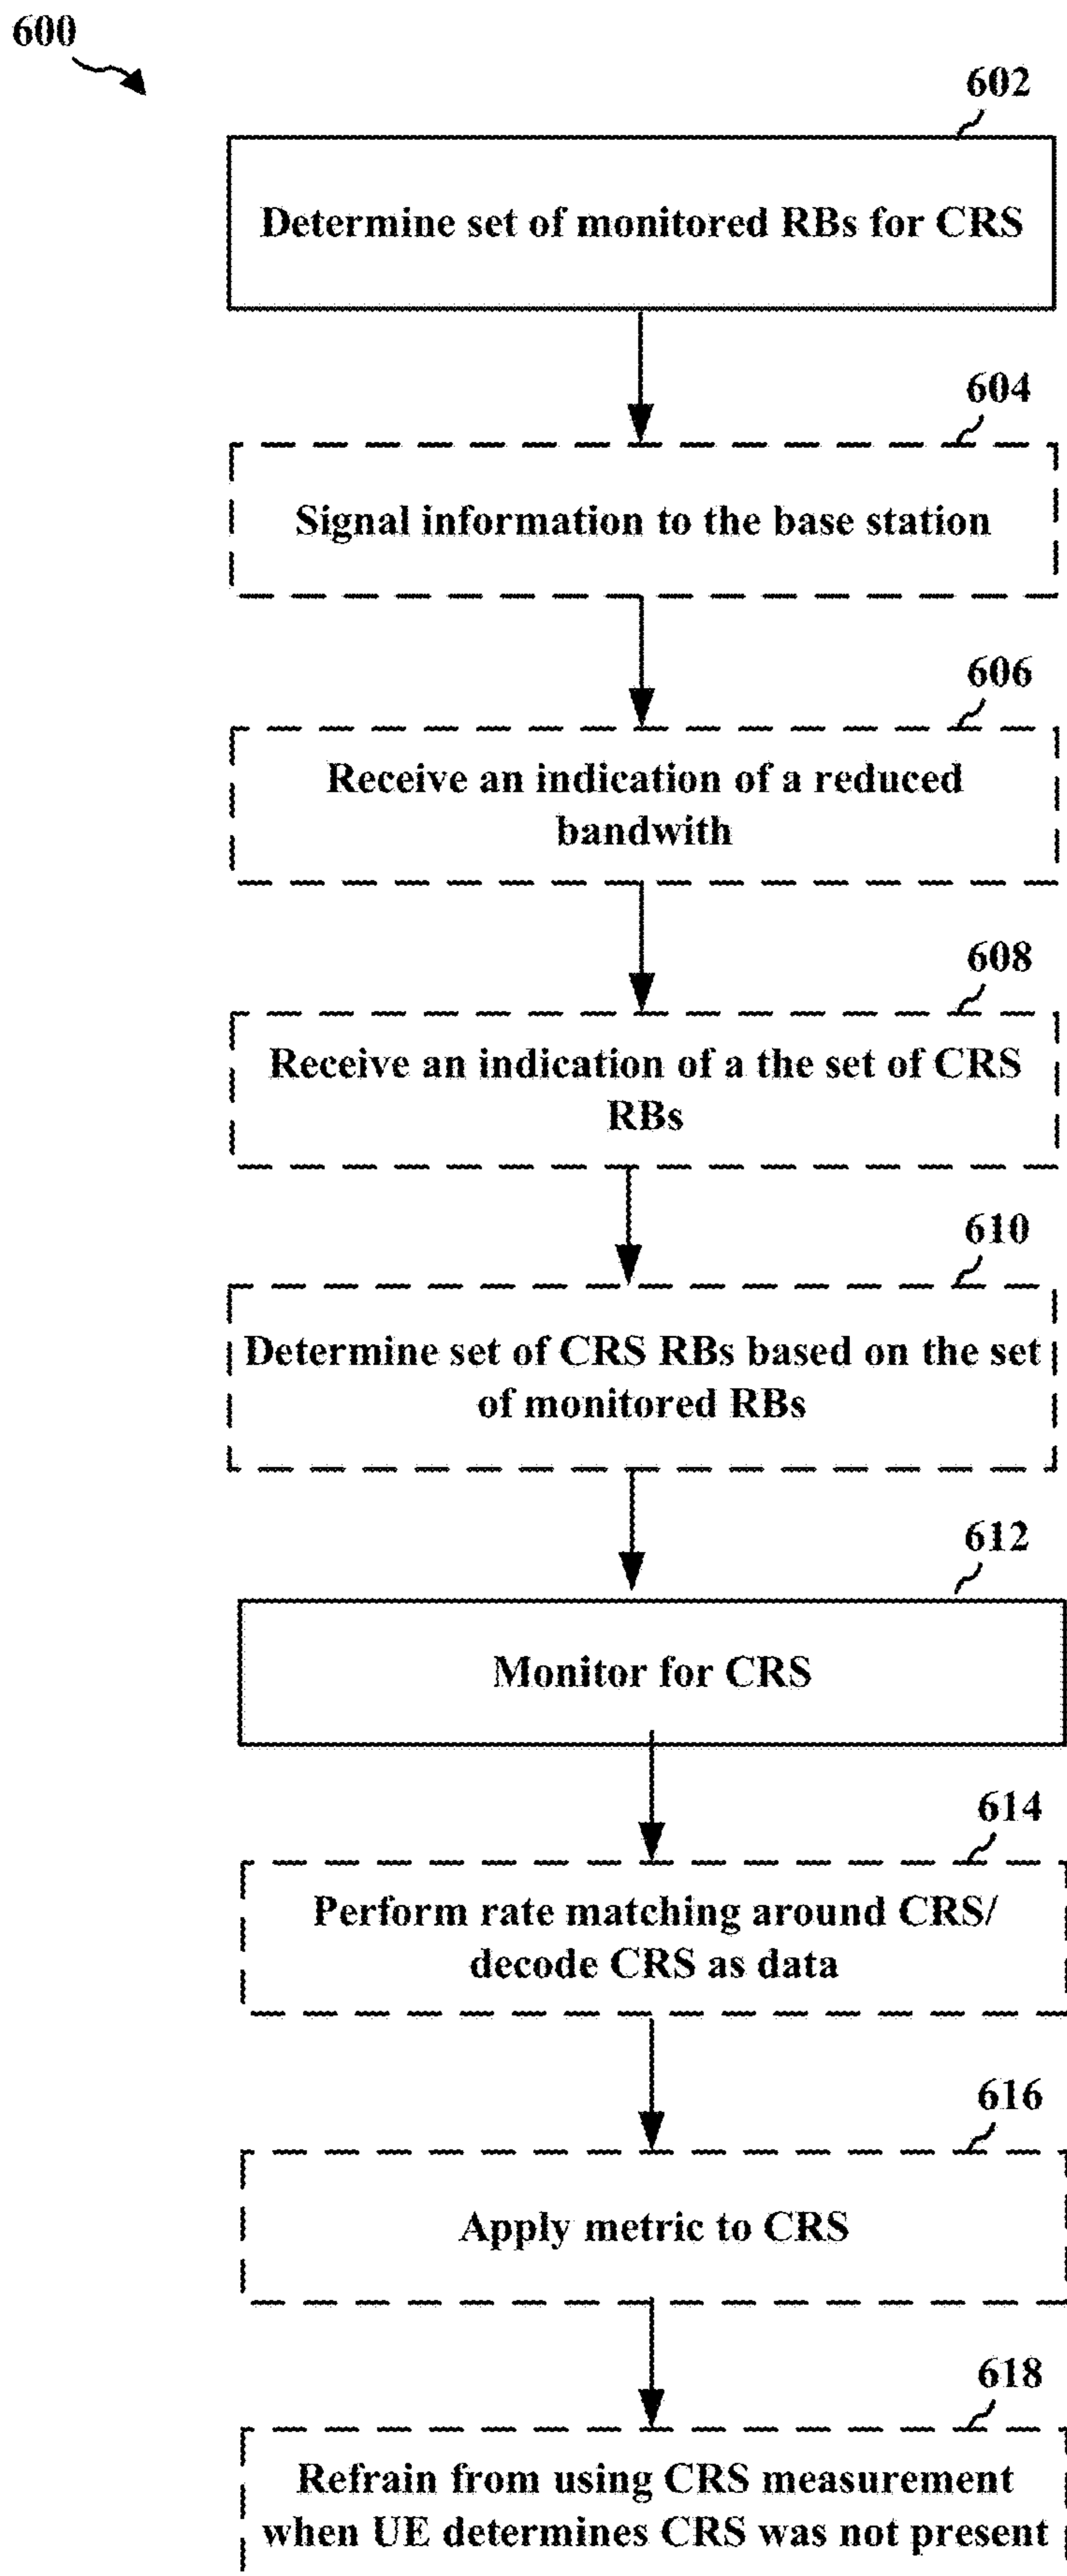 600
602
Determine set of monitored RBs for CRS
604
Signal information to the base station
606
Receive an indication of a reduced
bandwith
608
Receive an indication of a the set of CRS
RBs
610
Determine set of CRS RBs based on the set
of monitored RBs
612
Monitor for CRS
614
Perform rate matching around CRS/
decode CRS as data
616
Apply metric to CRS
618
Refrain from using CRS measurement
when UE determines CRS was not present